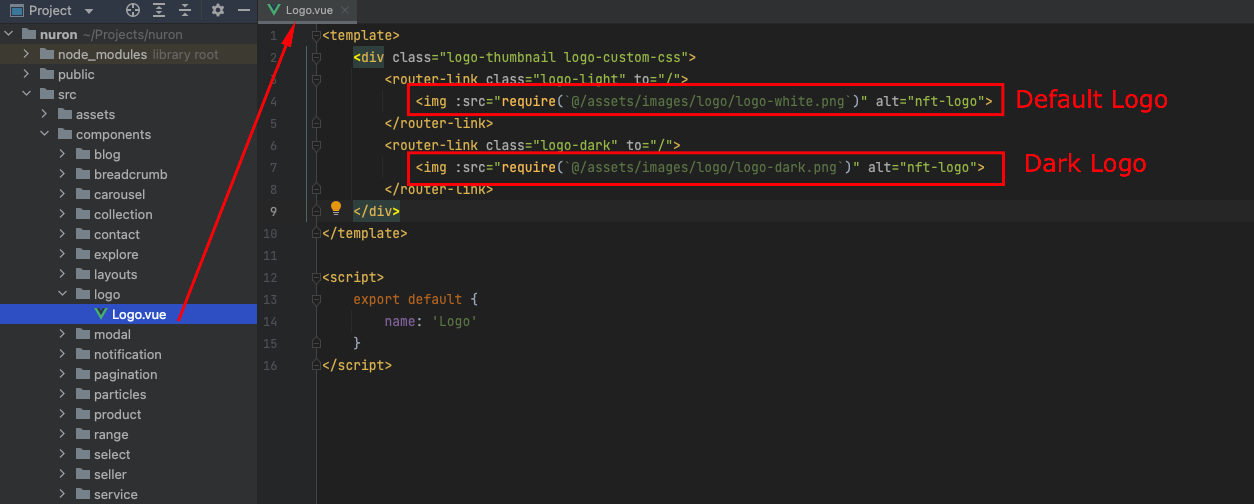 Project
nuron ~/Projects/nuron
node_modules library root
public
src
assets
components
blog
breadcrumb
carousel
collection
contact
explore
layouts
logo
Logo.vue
modal
notification
pagination
particles
product
range
select
seller
service
Logo.vue
1 <template>
2 <div class="logo-thumbnail logo-custom-css">
3 <router-link class="logo-light" to="/">
4 <img :src="require(`@/assets/images/logo/logo-white.png`)" alt="nft-logo"> Default Logo
5 </router-link>
6 <router-link class="logo-dark" to="/">
7 <img :src="require(`@/assets/images/logo/logo-dark.png`)" alt="nft-logo"> Dark Logo
8 </router-link>
9 </div>
10 </template>
11
12 <script>
13 export default {
14 name: 'Logo'
15 }
16 </script>